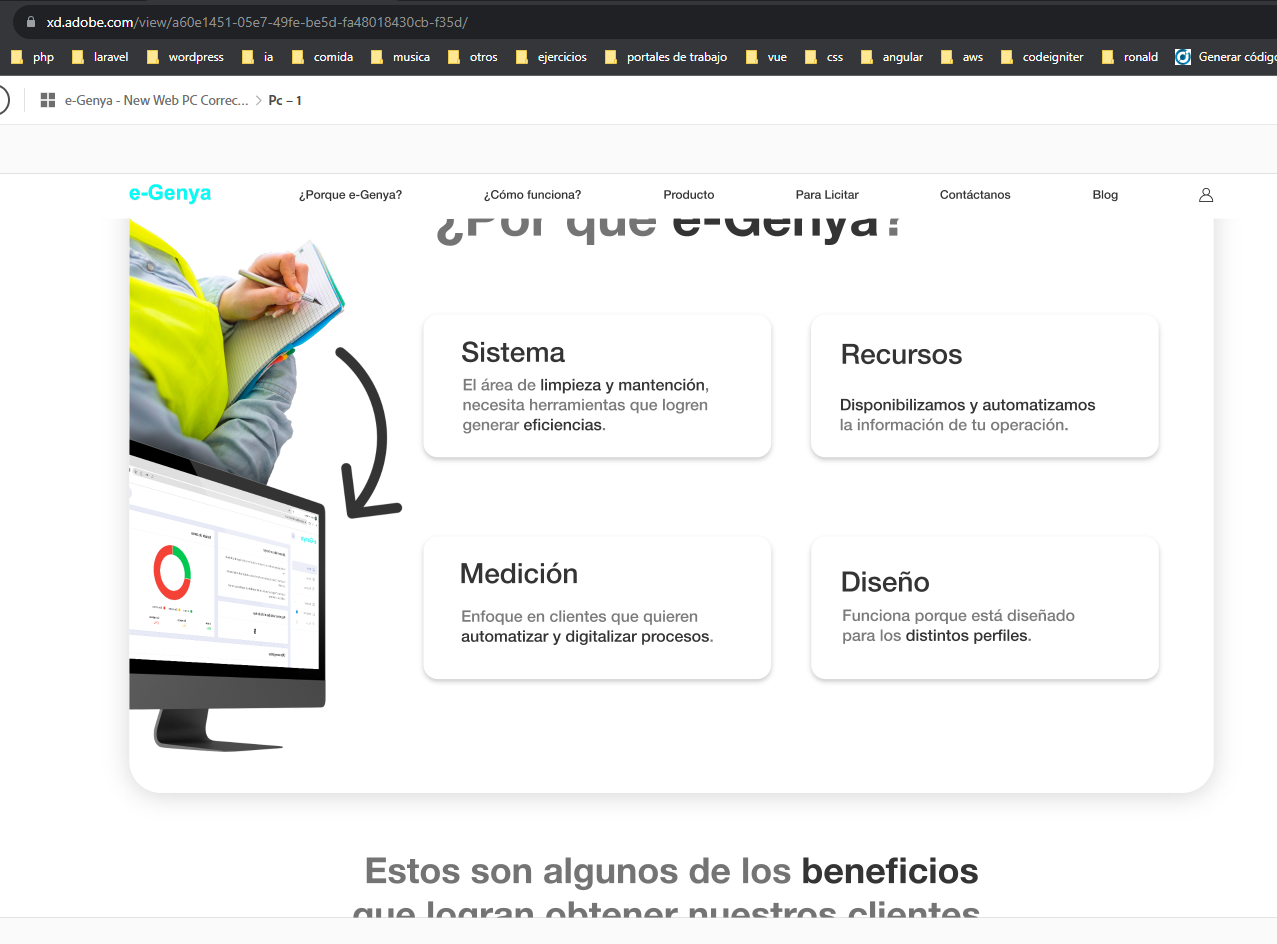 xd.adobe.com/view/a60e1451-05e7-49fe-be5d-fa48018430cb-f35d/
php laravel wordpress ia comida musica otros ejercicios portales de trabajo vue css angular aws codeigniter ronald Generar código
e-Genya - New Web PC Correc... > Pc – 1
e-Genya ¿Porque e-Genya? ¿Cómo funciona? Producto Para Licitar Contáctanos Blog
¿Por qué e-Genya?
Sistema
El área de limpieza y mantención,
necesita herramientas que logren
generar eficiencias.
Recursos
Disponibilizamos y automatizamos
la información de tu operación.
Medición
Enfoque en clientes que quieren
automatizar y digitalizar procesos.
Diseño
Funciona porque está diseñado
para los distintos perfiles.
Estos son algunos de los beneficios
que logran obtener nuestros clientes